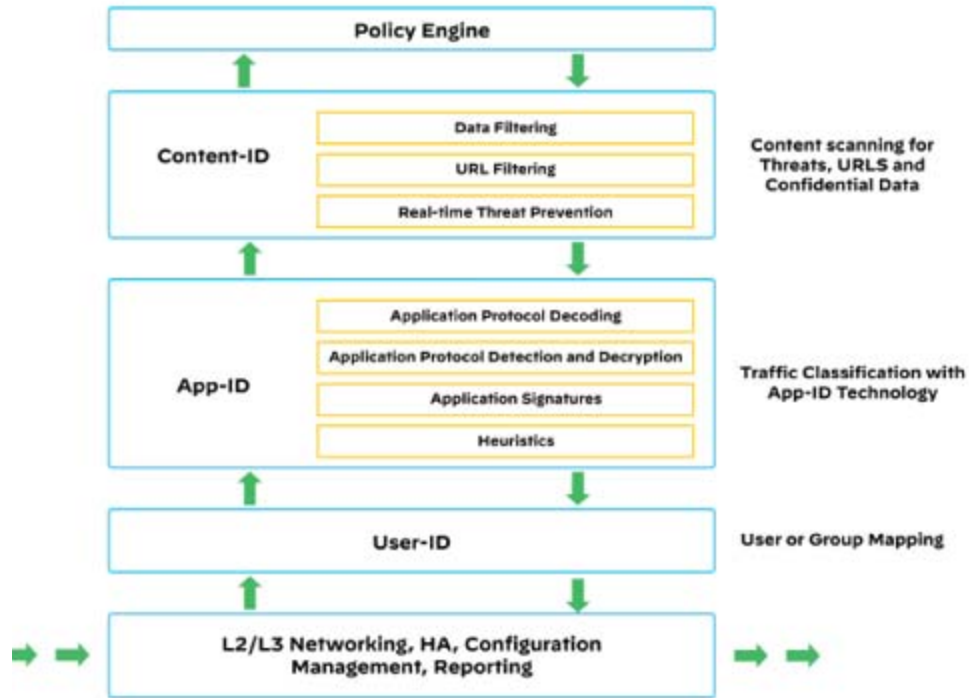 Policy Engine
Content-ID
Data Filtering
URL Filtering
Real-time Threat Prevention
Content scanning for
Threats, URLS and
Confidential Data
App-ID
Application Protocol Decoding
Application Protocol Detection and Decryption
Application Signatures
Heuristics
Traffic Classification with
App-ID Technology
User-ID
User or Group Mapping
L2/L3 Networking, HA, Configuration
Management, Reporting